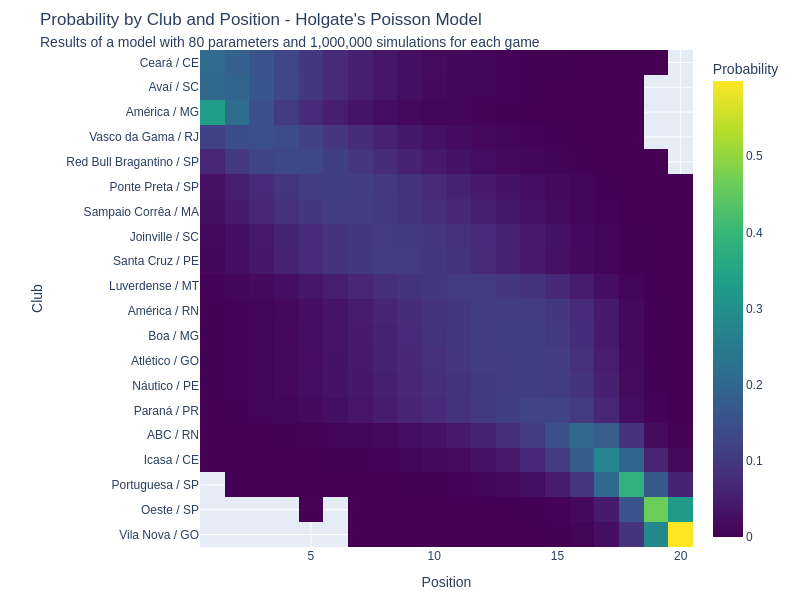 Probability by Club and Position - Holgate's Poisson Model
Results of a model with 80 parameters and 1,000,000 simulations for each game
Probability
Ceará / CE
Avaí / SC
América / MG
Vasco da Gama / RJ
Red Bull Bragantino / SP
Ponte Preta / SP
Sampaio Corrêa / MA
Joinville / SC
Santa Cruz / PE
Luverdense / MT
América / RN
Boa / MG
Atlético / GO
Náutico / PE
Paraná / PR
ABC / RN
Icasa / CE
Portuguesa / SP
Oeste / SP
Vila Nova / GO
Club
5
10
15
20
Position
0.5
0.4
0.3
0.2
0.1
0